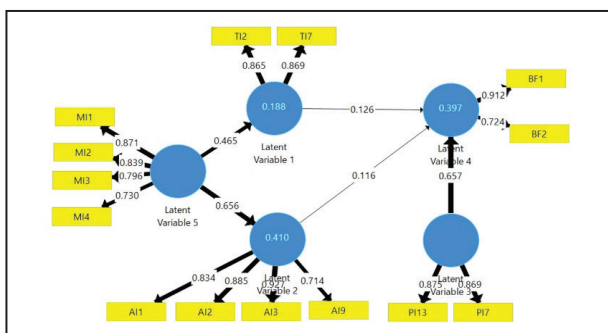 TI2
TI7
0.865
0.869
BF1
MI1
0.188
0.126
0.397
0.912
0.871
0.724
BF2
MI2
0.465
Latent
Variable 1
Latent
Variable 4
0.839
MI3
0.796
0.116
0.657
MI4
0.730
Latent
Variable 5
0.656
0.410
0.834
0.885
Latent
Variable 2
0.927
0.714
Latent
Variable 3
0.875
0.869
AI1
AI2
AI3
AI9
PI13
PI7